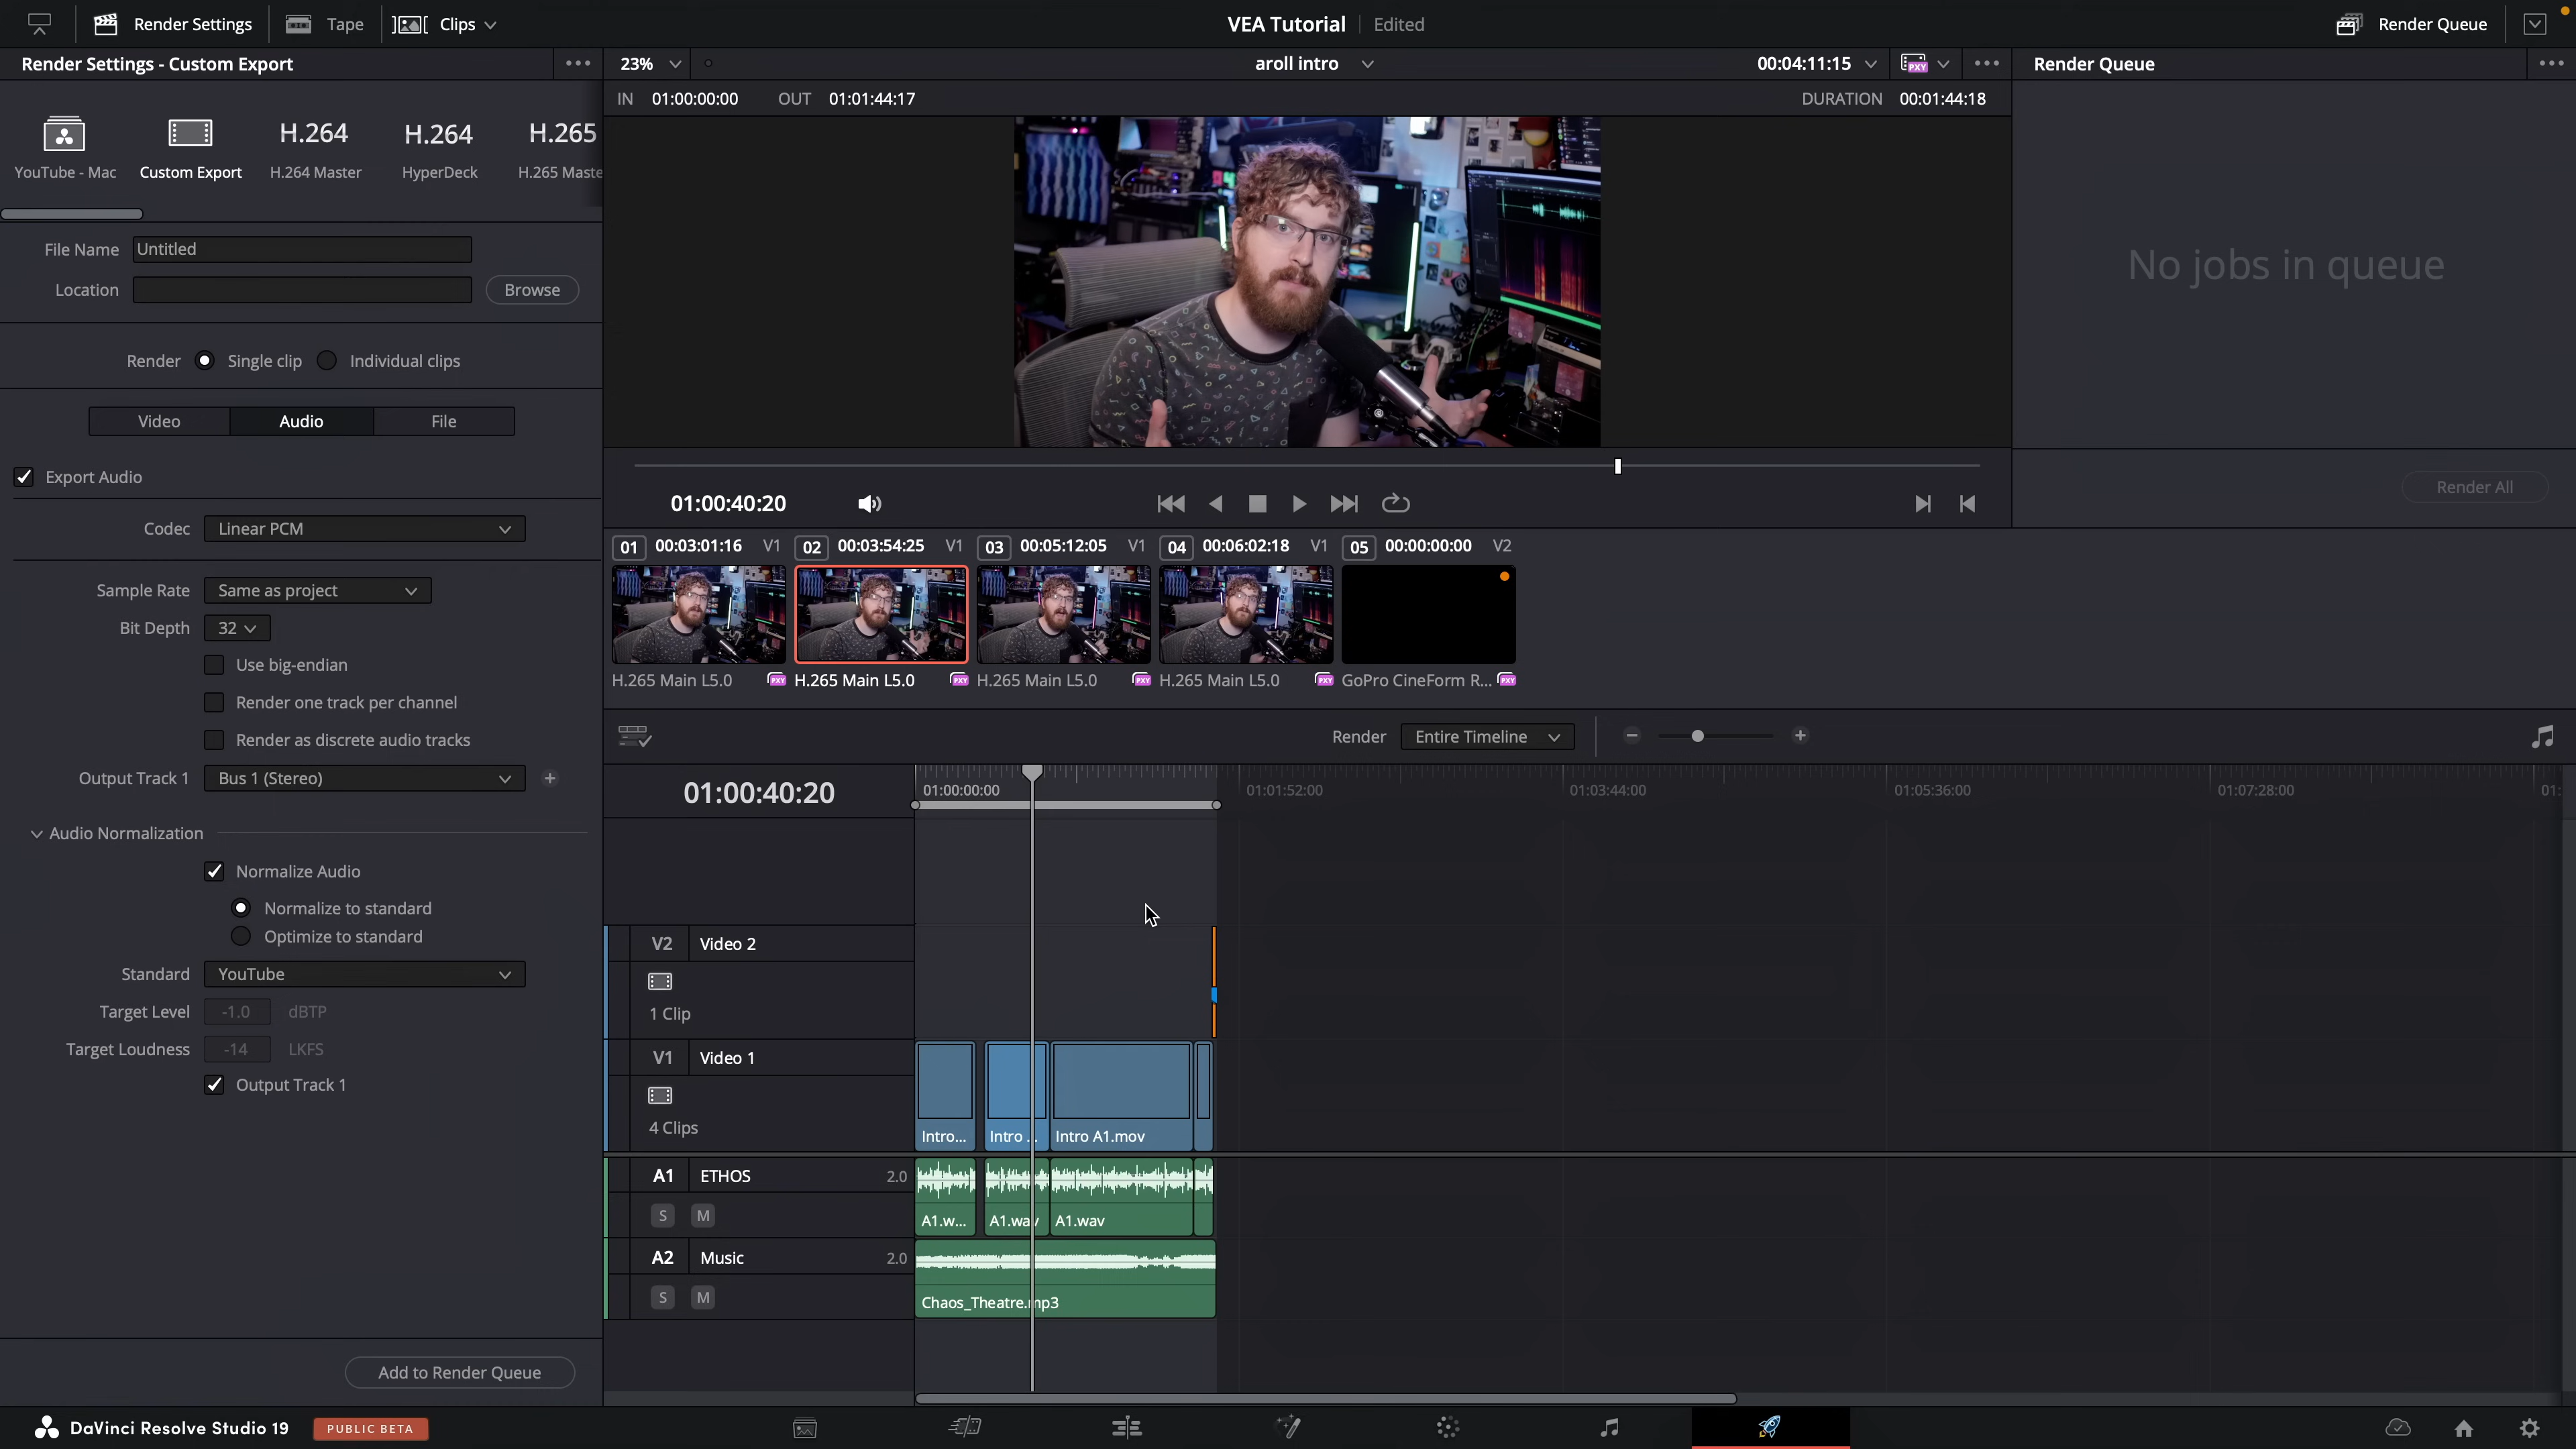 Render Settings
Tape
Clips
VEA Tutorial
Edited
Render Queue
Render Settings - Custom Export
23%
aroll intro
00:04:11:15
PXY
Render Queue
IN 01:00:00:00 OUT 01:01:44:17
DURATION 00:01:44:18
YouTube - Mac
Custom Export
H.264
H.264 Master
H.264
HyperDeck
H.265
H.265 Maste
File Name Untitled
Location
Browse
No jobs in queue
Render Single clip Individual clips
Video Audio File
Export Audio
Render All
Codec Linear PCM
01:00:40:20
01 00:03:01:16 V1
02 00:03:54:25 V1
03 00:05:12:05 V1
04 00:06:02:18 V1
05 00:00:00:00 V2
Sample Rate Same as project
Bit Depth 32
Use big-endian
H.265 Main L5.0 PXY
H.265 Main L5.0 PXY
H.265 Main L5.0 PXY
H.265 Main L5.0 PXY
GoPro CineForm R... PXY
Render one track per channel
Render as discrete audio tracks
Render Entire Timeline
Output Track 1 Bus 1 (Stereo)
01:00:40:20
01:00:00:00
01:01:52:00
01:03:44:00
01:05:36:00
01:07:28:00
01:
Audio Normalization
Normalize Audio
Normalize to standard
Optimize to standard
Standard YouTube
Target Level -1.0 dBTP
Target Loudness -14 LKFS
Output Track 1
V2 Video 2
1 Clip
V1 Video 1
4 Clips
Intro...
Intro ...
Intro A1.mov
A1 ETHOS 2.0
S M
A1.w...
A1.wav
A1.wav
A2 Music 2.0
S M
Chaos_Theatre.mp3
Add to Render Queue
DaVinci Resolve Studio 19
PUBLIC BETA